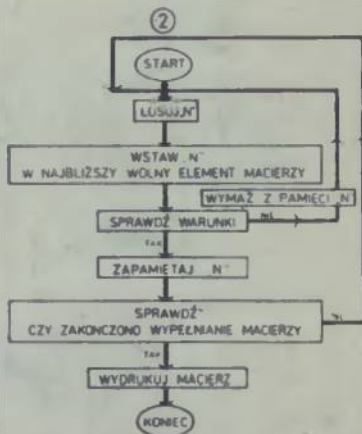 2
START
LOSUJ„N"
WSTAW „N"
W NAJBLIŻSZY WOLNY ELEMENT MACIERZY
WYMAŻ Z PAMIĘCI „N
SPRAWDŹ WARUNKI
NIE
TAK
ZAPAMIĘTAJ „N"
SPRAWDŹ"
CZY ZAKOŃCZONO WYPEŁNIANIE MACIERZY
TAK
WYDRUKUJ MACIERZ
KONIEC